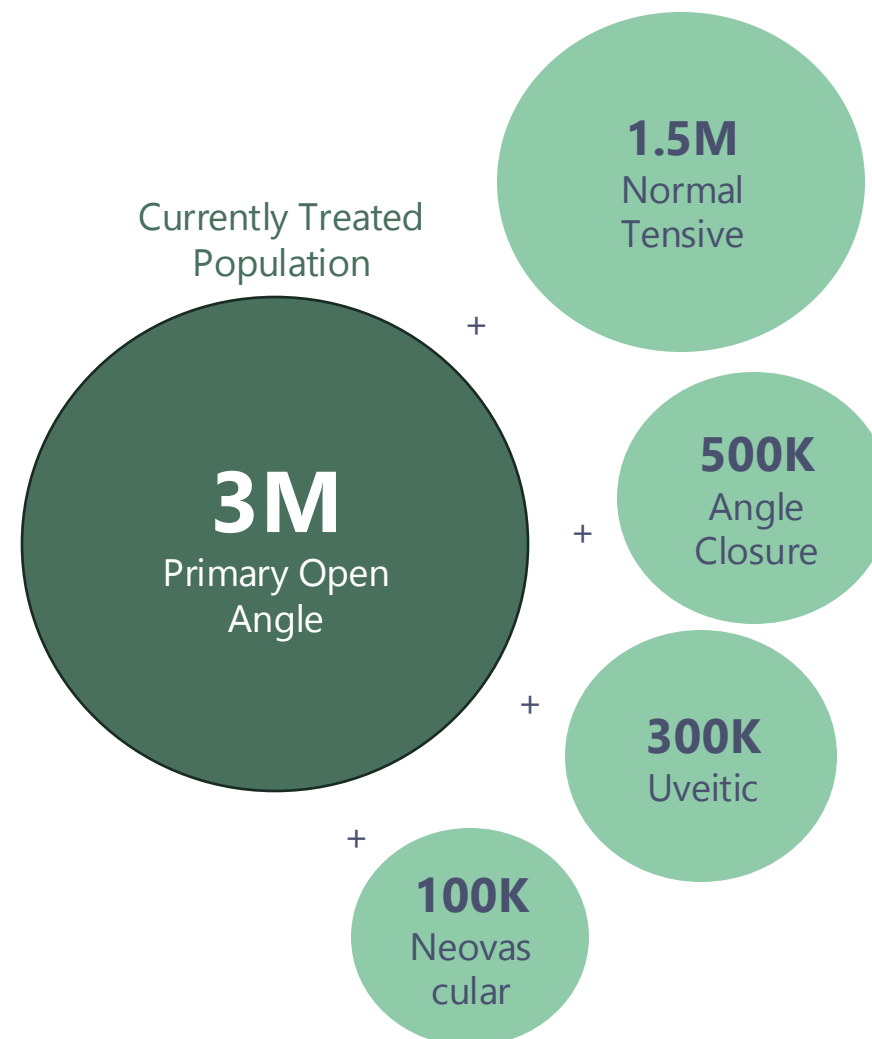 Currently Treated
Population
3M
Primary Open
Angle
+
1.5M
Normal
Tensive
+
500K
Angle
Closure
+
300K
Uveitic
+
100K
Neovas
cular